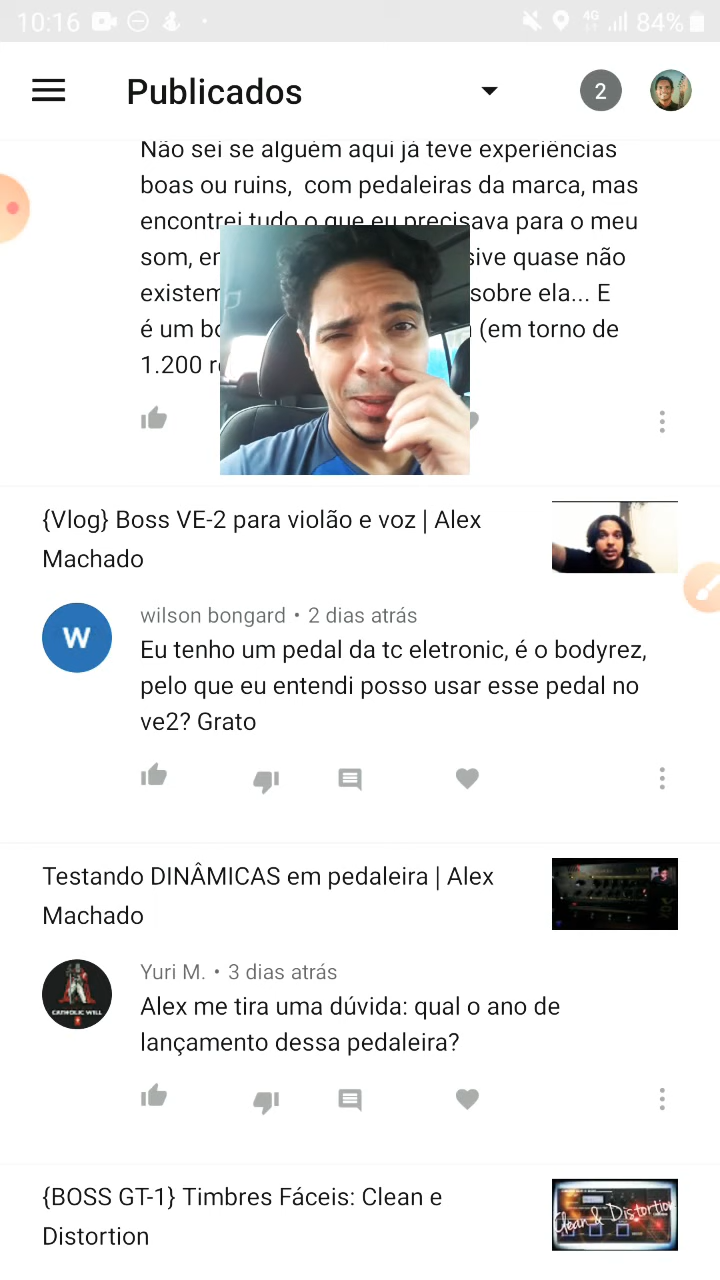 10:16
4G
84%
Publicados
2
Não sei se alguém aqui já teve experiências
boas ou ruins, com pedaleiras da marca, mas
encontrei tudo o que eu precisava para o meu
som, quase não
existem sobre ela... E
é um (em torno de
1.200
{Vlog} Boss VE-2 para violão e voz | Alex
Machado
W
wilson bongard • 2 dias atrás
Eu tenho um pedal da tc eletronic, é o bodyrez,
pelo que eu entendi posso usar esse pedal no
ve2? Grato
Testando DINÂMICAS em pedaleira | Alex
Machado
CATHOLIC WILL
Yuri M. • 3 dias atrás
Alex me tira uma dúvida: qual o ano de
lançamento dessa pedaleira?
{BOSS GT-1} Timbres Fáceis: Clean e
Distortion
Clean & Distortion